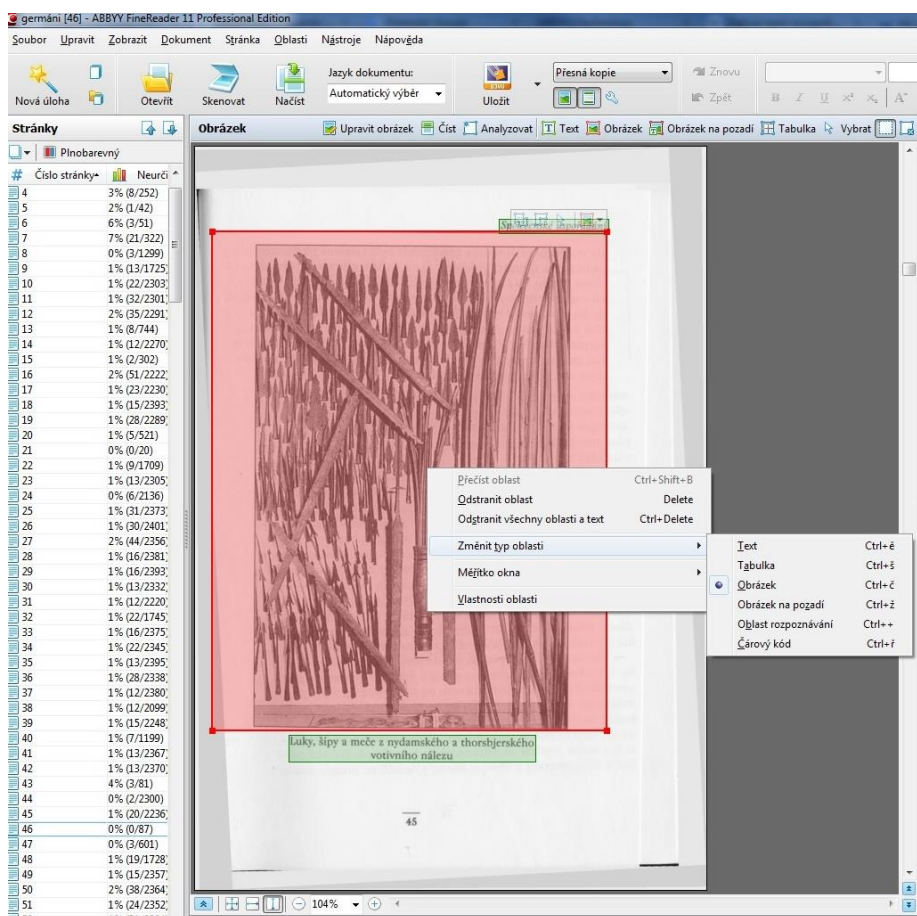 germáni [46] - ABBYY FineReader 11 Professional Edition
Soubor Upravit Zobrazit Dokument Stránka Oblasti Nástroje Nápověda
Jazyk dokumentu:
Automatický výběr
Přesná kopie
Znovu
Zpět
Nová úloha Otevřít Skenovat Načíst Uložit
B I U x² x₂ A
Stránky
Obrázek
Upravit obrázek Číst Analyzovat Text Obrázek Obrázek na pozadí Tabulka Vybrat
Plnobarevný
# Číslo stránky Neurči
4 3% (8/252)
5 2% (1/42)
6 6% (3/51)
7 7% (21/322)
8 0% (3/1299)
9 1% (13/1725)
10 1% (22/2303)
11 1% (32/2301)
12 2% (35/2291)
13 1% (8/744)
14 1% (12/2270)
15 1% (2/302)
16 2% (51/2222)
17 1% (23/2230)
18 1% (15/2393)
19 1% (28/2289)
20 1% (5/521)
21 0% (0/20)
22 1% (9/1709)
23 1% (13/2305)
24 0% (6/2136)
25 1% (31/2373)
26 1% (30/2401)
27 2% (44/2356)
28 1% (16/2381)
29 1% (16/2393)
30 1% (13/2332)
31 1% (12/2220)
32 1% (22/1745)
33 1% (16/2375)
34 1% (22/2345)
35 1% (13/2395)
36 1% (28/2338)
37 1% (12/2380)
38 1% (12/2099)
39 1% (15/2248)
40 1% (7/1199)
41 1% (13/2367)
42 1% (13/2370)
43 4% (3/81)
44 0% (2/2300)
45 1% (20/2236)
46 0% (0/87)
47 0% (3/601)
48 1% (19/1728)
49 1% (15/2357)
50 2% (38/2364)
51 1% (24/2352)
Přečíst oblast Ctrl+Shift+B
Odstranit oblast Delete
Odstranit všechny oblasti a text Ctrl+Delete
Změnit typ oblasti
Měřítko okna
Vlastnosti oblasti
Text Ctrl+ě
Tabulka Ctrl+š
Obrázek Ctrl+č
Obrázek na pozadí Ctrl+ž
Oblast rozpoznávání Ctrl++
Čárový kód Ctrl+ř
Luky, šípy a meče z nydamského a thorsbjerského
votivního nálezu
45
104%